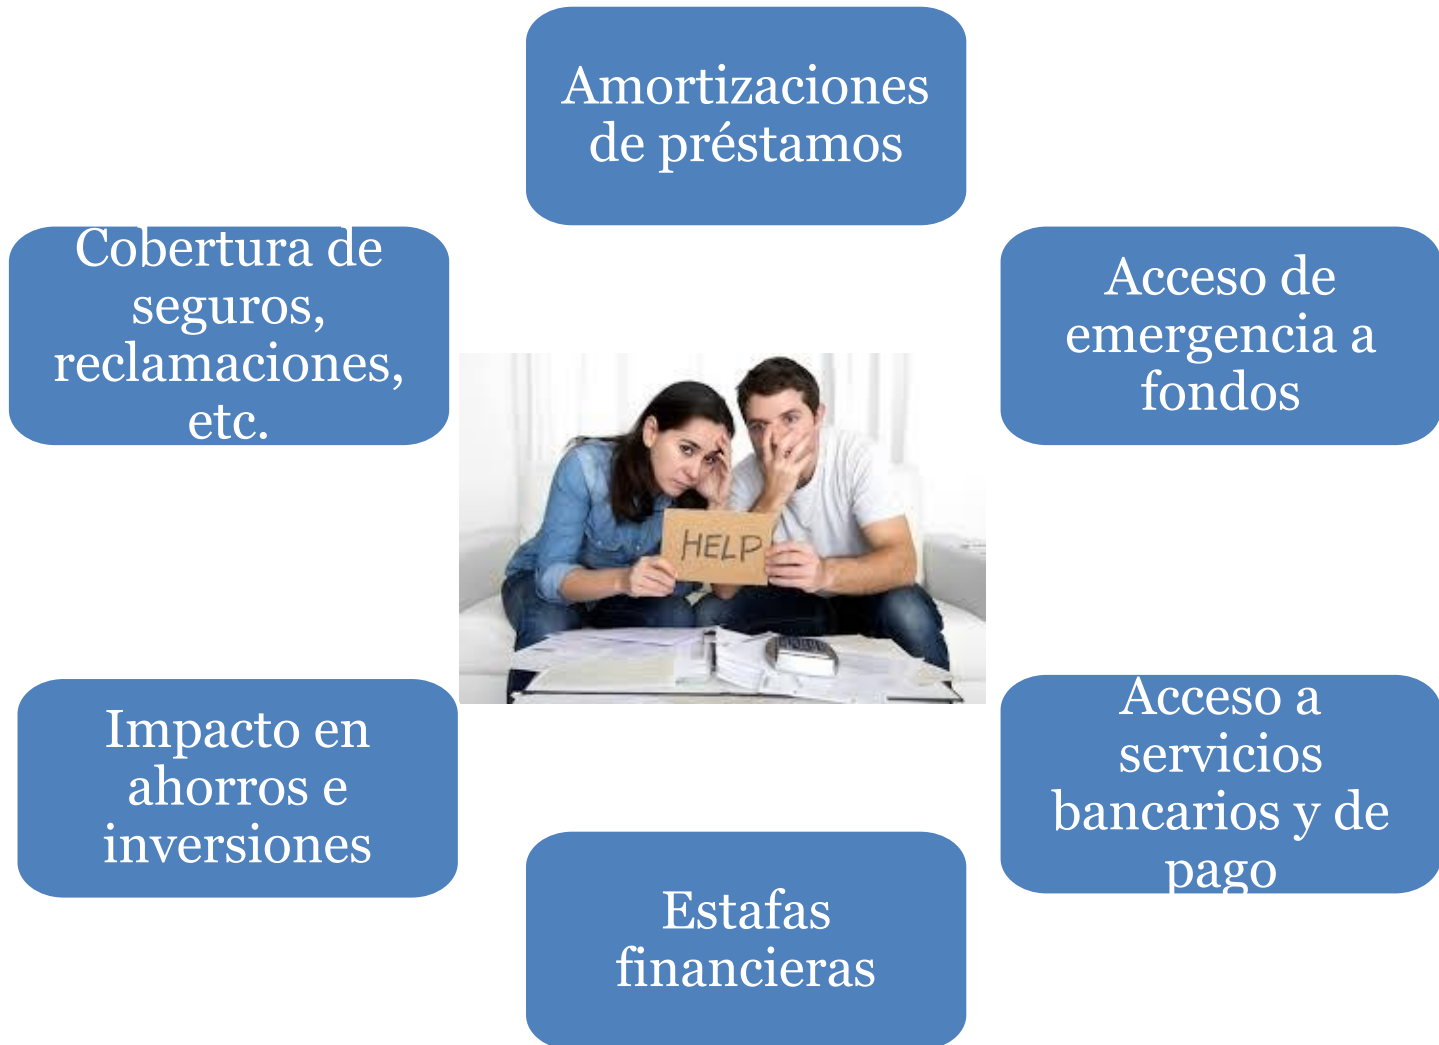 Amortizaciones
de préstamos
Cobertura de
seguros,
reclamaciones,
etc.
Acceso de
emergencia a
fondos
HELP
Impacto en
ahorros e
inversiones
Acceso a
servicios
bancarios y de
pago
Estafas
financieras